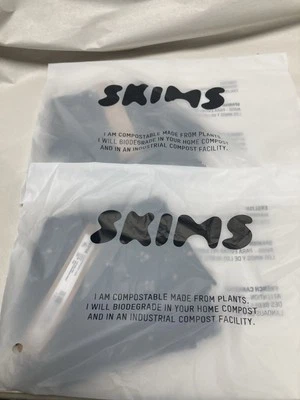 SKIMS
I AM COMPOSTABLE MADE FROM PLANTS.
I WILL BIODEGRADE IN YOUR HOME COMPOST
AND IN AN INDUSTRIAL COMPOST FACILITY.
SKIMS
I AM COMPOSTABLE MADE FROM PLANTS.
I WILL BIODEGRADE IN YOUR HOME COMPOST
AND IN AN INDUSTRIAL COMPOST FACILITY.